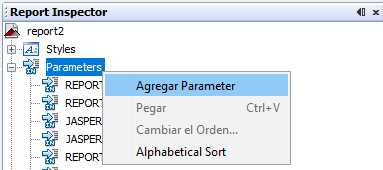 Report Inspector
report2
Styles
Parameters
REPORT
REPORT
JASPER
JASPER
REPORT
Agregar Parameter
Pegar Ctrl+V
Cambiar el Orden...
Alphabetical Sort